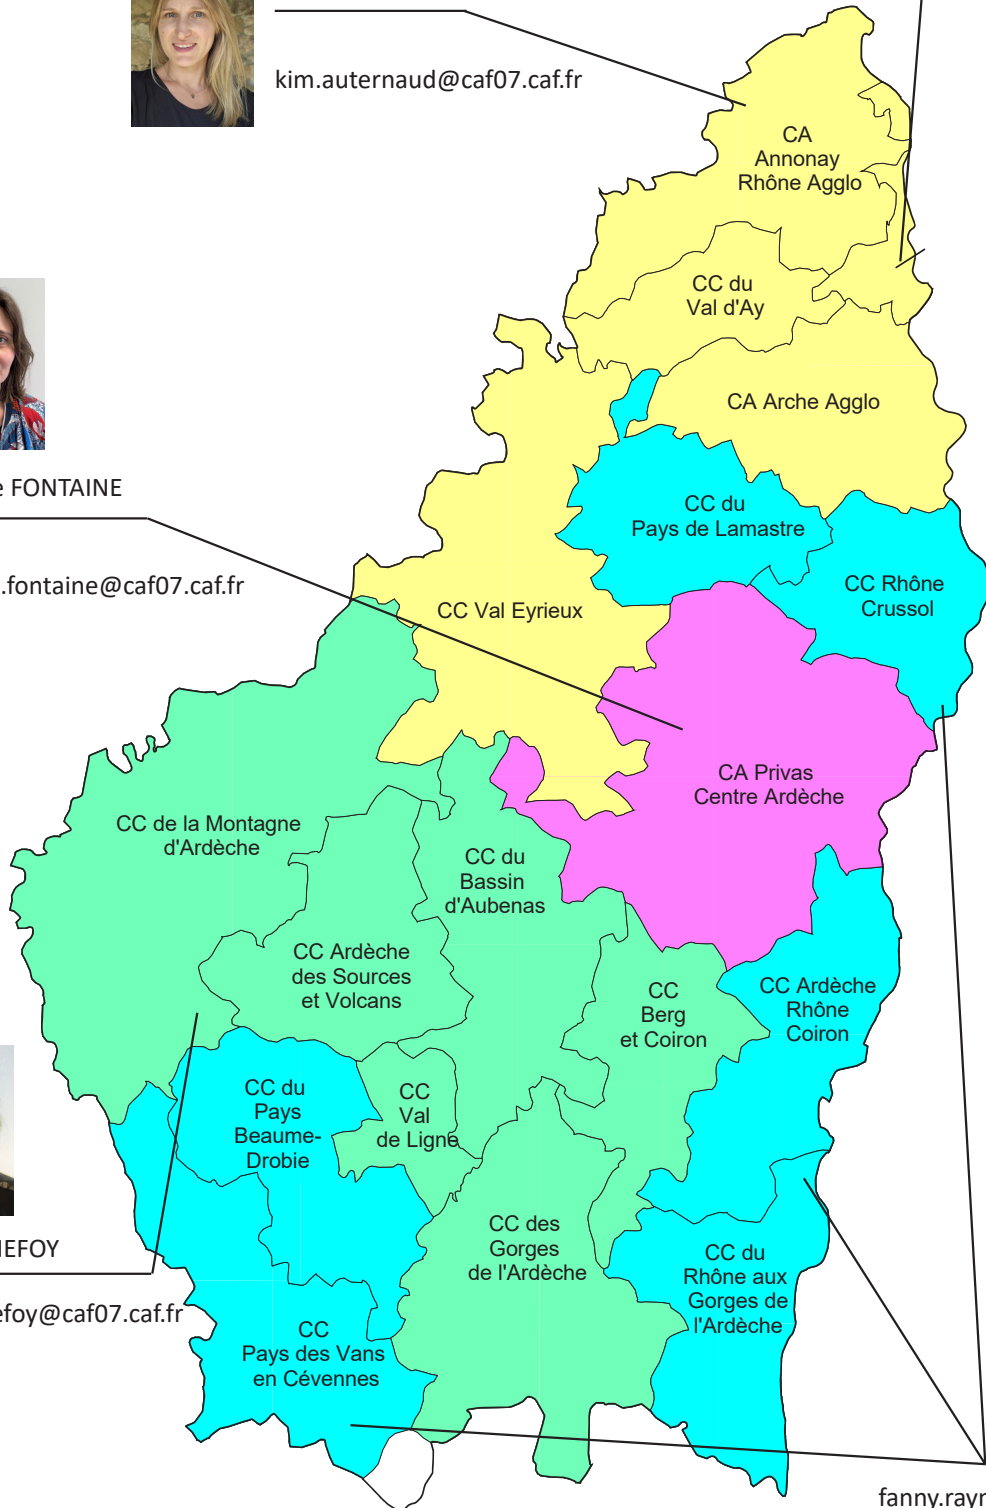 kim.auternaud@caf07.caf.fr
CA
Annonay
Rhône Agglo
CC du
Val d'Ay
CA Arche Agglo
FONTAINE
CC du
Pays de Lamastre
.fontaine@caf07.caf.fr
CC Rhône
Crussol
CC Val Eyrieux
CA Privas
Centre Ardèche
CC de la Montagne
d'Ardèche
CC du
Bassin
d'Aubenas
CC Ardèche
des Sources
et Volcans
CC
Berg
et Coiron
CC Ardèche
Rhône
Coiron
CC du
Pays
Beaume-
Drobie
CC
Val
de Ligne
CC des
Gorges
de l'Ardèche
EFOY
efoy@caf07.caf.fr
CC du
Rhône aux
Gorges de
l'Ardèche
CC
Pays des Vans
en Cévennes
fanny.rayn